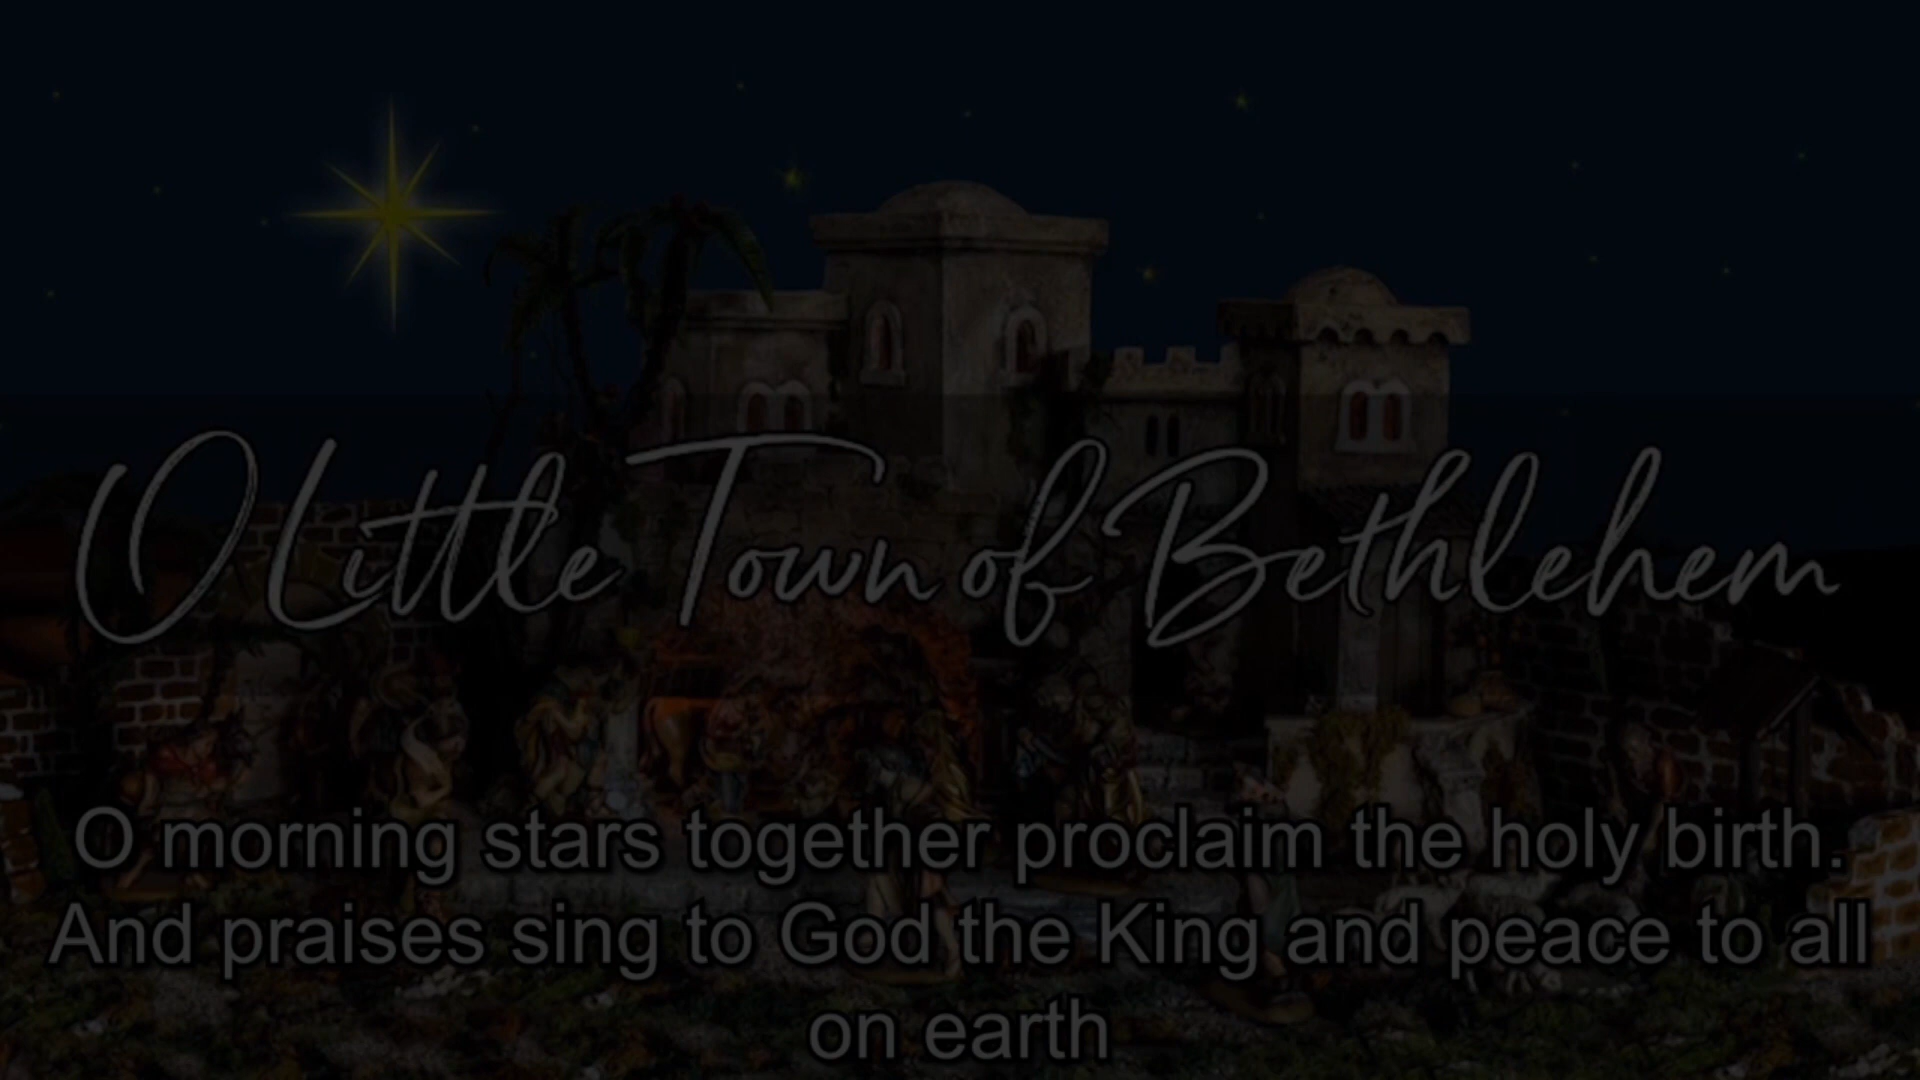 O Little Town of Bethlehem
O morning stars together proclaim the holy birth.
And praises sing to God the King and peace to all
on earth